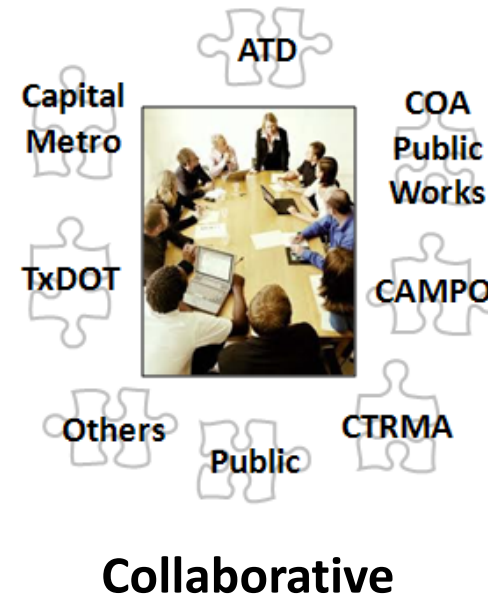 ATD
Capital
Metro
COA
Public
Works
TxDOT
CAMPO
Others
Public
CTRMA
Collaborative